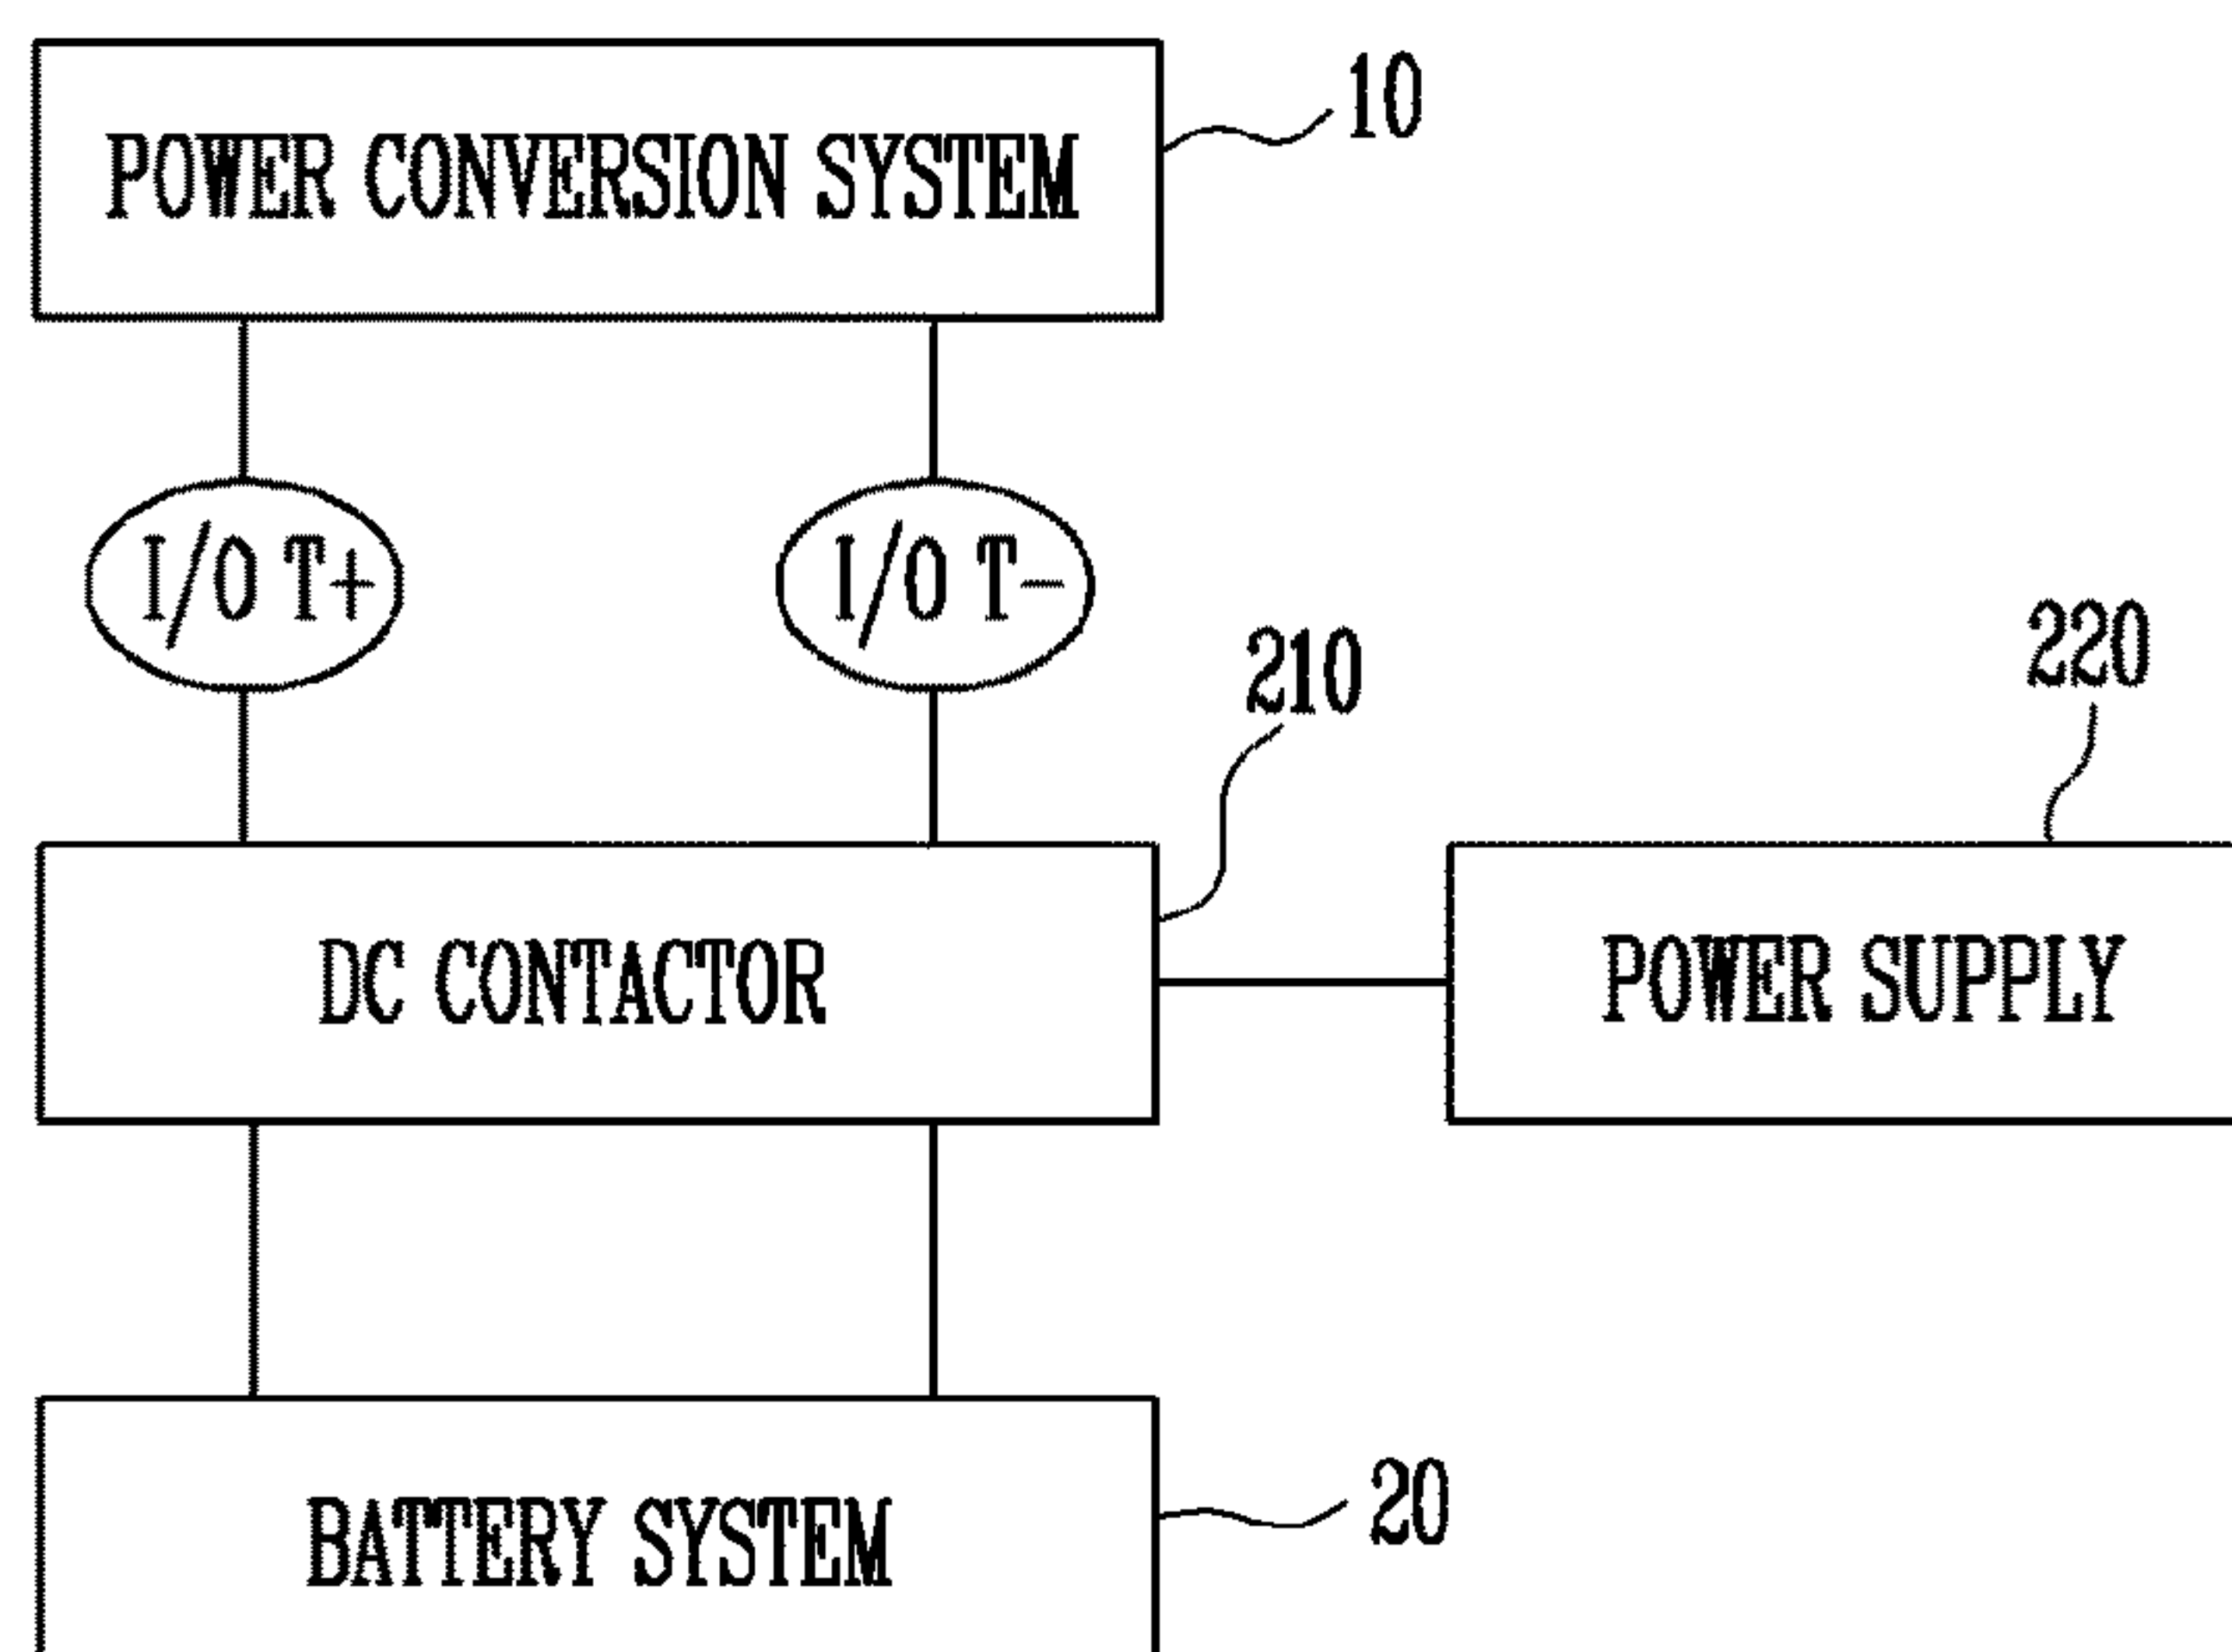 POWER CONVERSION SYSTEM
10
I/O T+
I/O T-
210
220
DC CONTACTOR
POWER SUPPLY
BATTERY SYSTEM
20